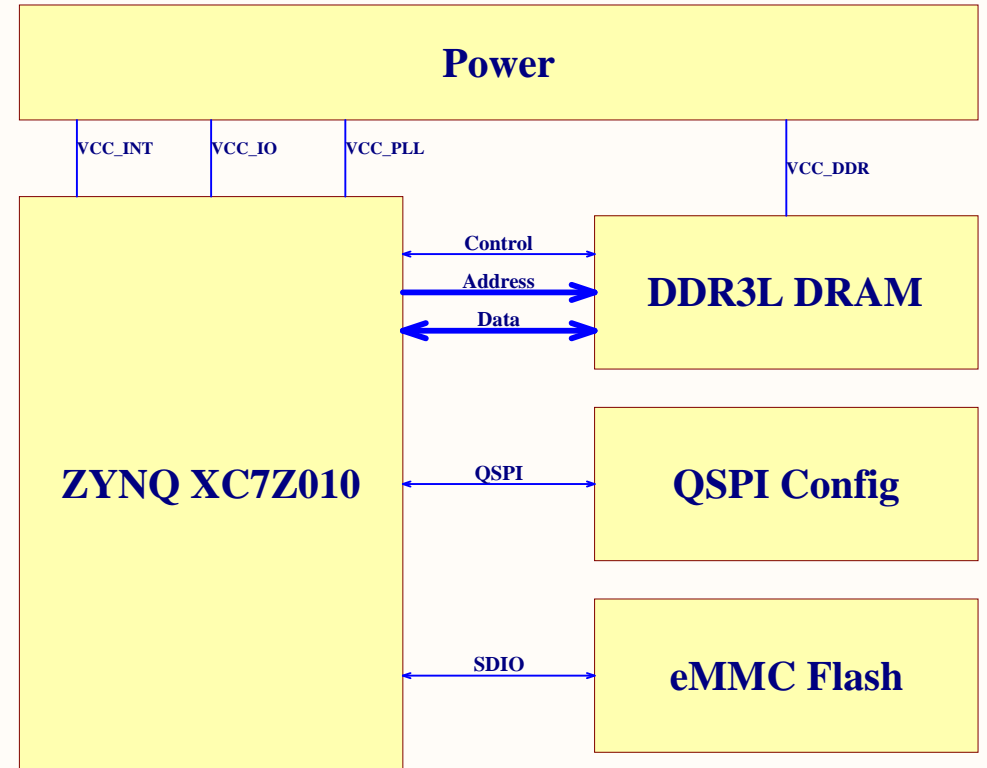 Power
VCC_INT
VCC_IO
VCC_PLL
VCC_DDR
Control
Address
Data
DDR3L DRAM
ZYNQ XC7Z010
QSPI
QSPI Config
SDIO
eMMC Flash